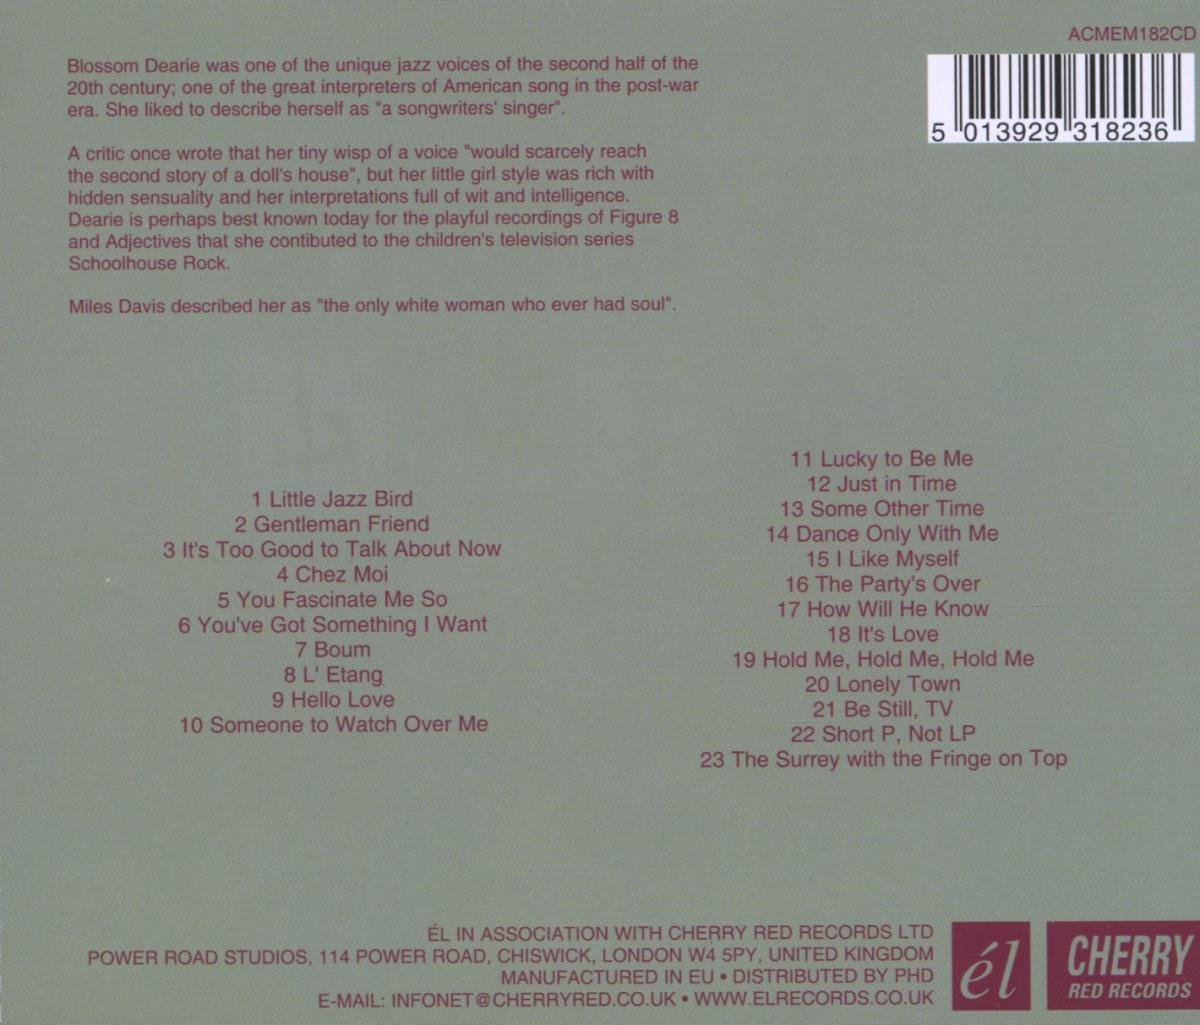 ACMEM182CD
Blossom Dearie was one of the unique jazz voices of the second half of the
20th century; one of the great interpreters of American song in the post-war
era. She liked to describe herself as "a songwriters' singer".
A critic once wrote that her tiny wisp of a voice "would scarcely reach
the second story of a doll's house", but her little girl style was rich with
hidden sensuality and her interpretations full of wit and intelligence.
Dearie is perhaps best known today for the playful recordings of Figure 8
and Adjectives that she contibuted to the children's television series
Schoolhouse Rock.
Miles Davis described her as "the only white woman who ever had soul".
5 013929 318236
1 Little Jazz Bird
2 Gentleman Friend
3 It's Too Good to Talk About Now
4 Chez Moi
5 You Fascinate Me So
6 You've Got Something I Want
7 Boum
8 L' Etang
9 Hello Love
10 Someone to Watch Over Me
11 Lucky to Be Me
12 Just in Time
13 Some Other Time
14 Dance Only With Me
15 I Like Myself
16 The Party's Over
17 How Will He Know
18 It's Love
19 Hold Me, Hold Me, Hold Me
20 Lonely Town
21 Be Still, TV
22 Short P, Not LP
23 The Surrey with the Fringe on Top
ÉL IN ASSOCIATION WITH CHERRY RED RECORDS LTD
POWER ROAD STUDIOS, 114 POWER ROAD, CHISWICK, LONDON W4 5PY, UNITED KINGDOM
MANUFACTURED IN EU • DISTRIBUTED BY PHD
E-MAIL: INFONET@CHERRYRED.CO.UK • WWW.ELRECORDS.CO.UK
él
CHERRY
RED RECORDS